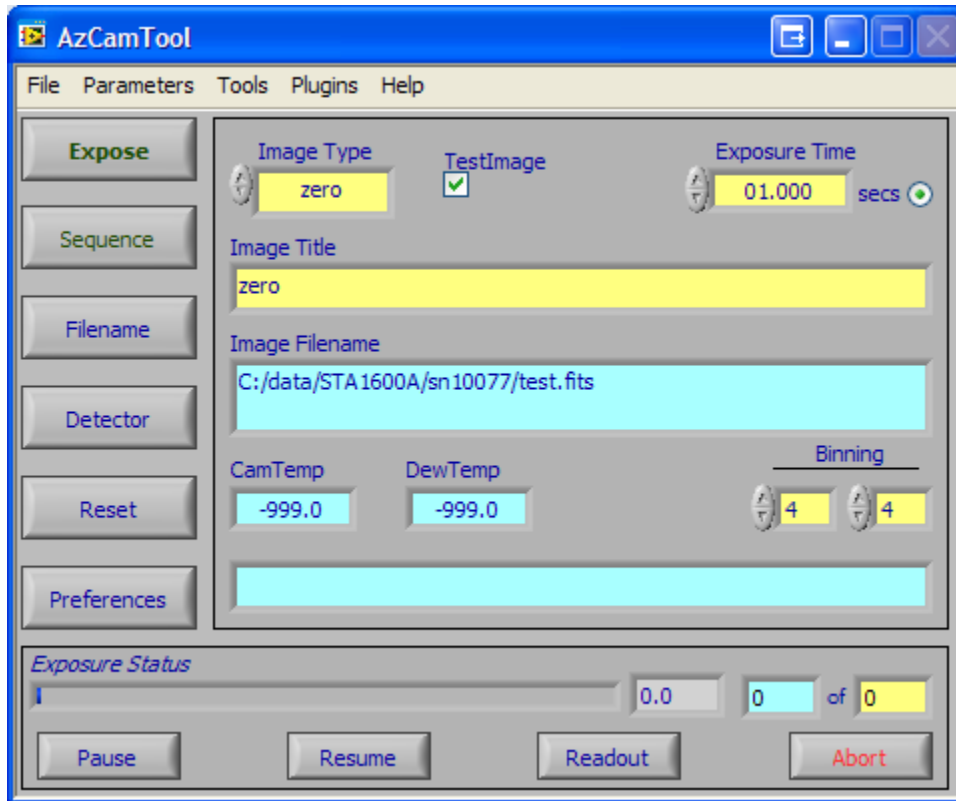 AzCamTool
File Parameters Tools Plugins Help
Expose
Sequence
Filename
Detector
Reset
Preferences
Image Type
zero
TestImage
Exposure Time
01.000 secs
Image Title
zero
Image Filename
C:/data/STA1600A/sn10077/test.fits
CamTemp DewTemp
-999.0 -999.0
Binning
4 4
Exposure Status
0.0 0 of 0
Pause Resume Readout Abort